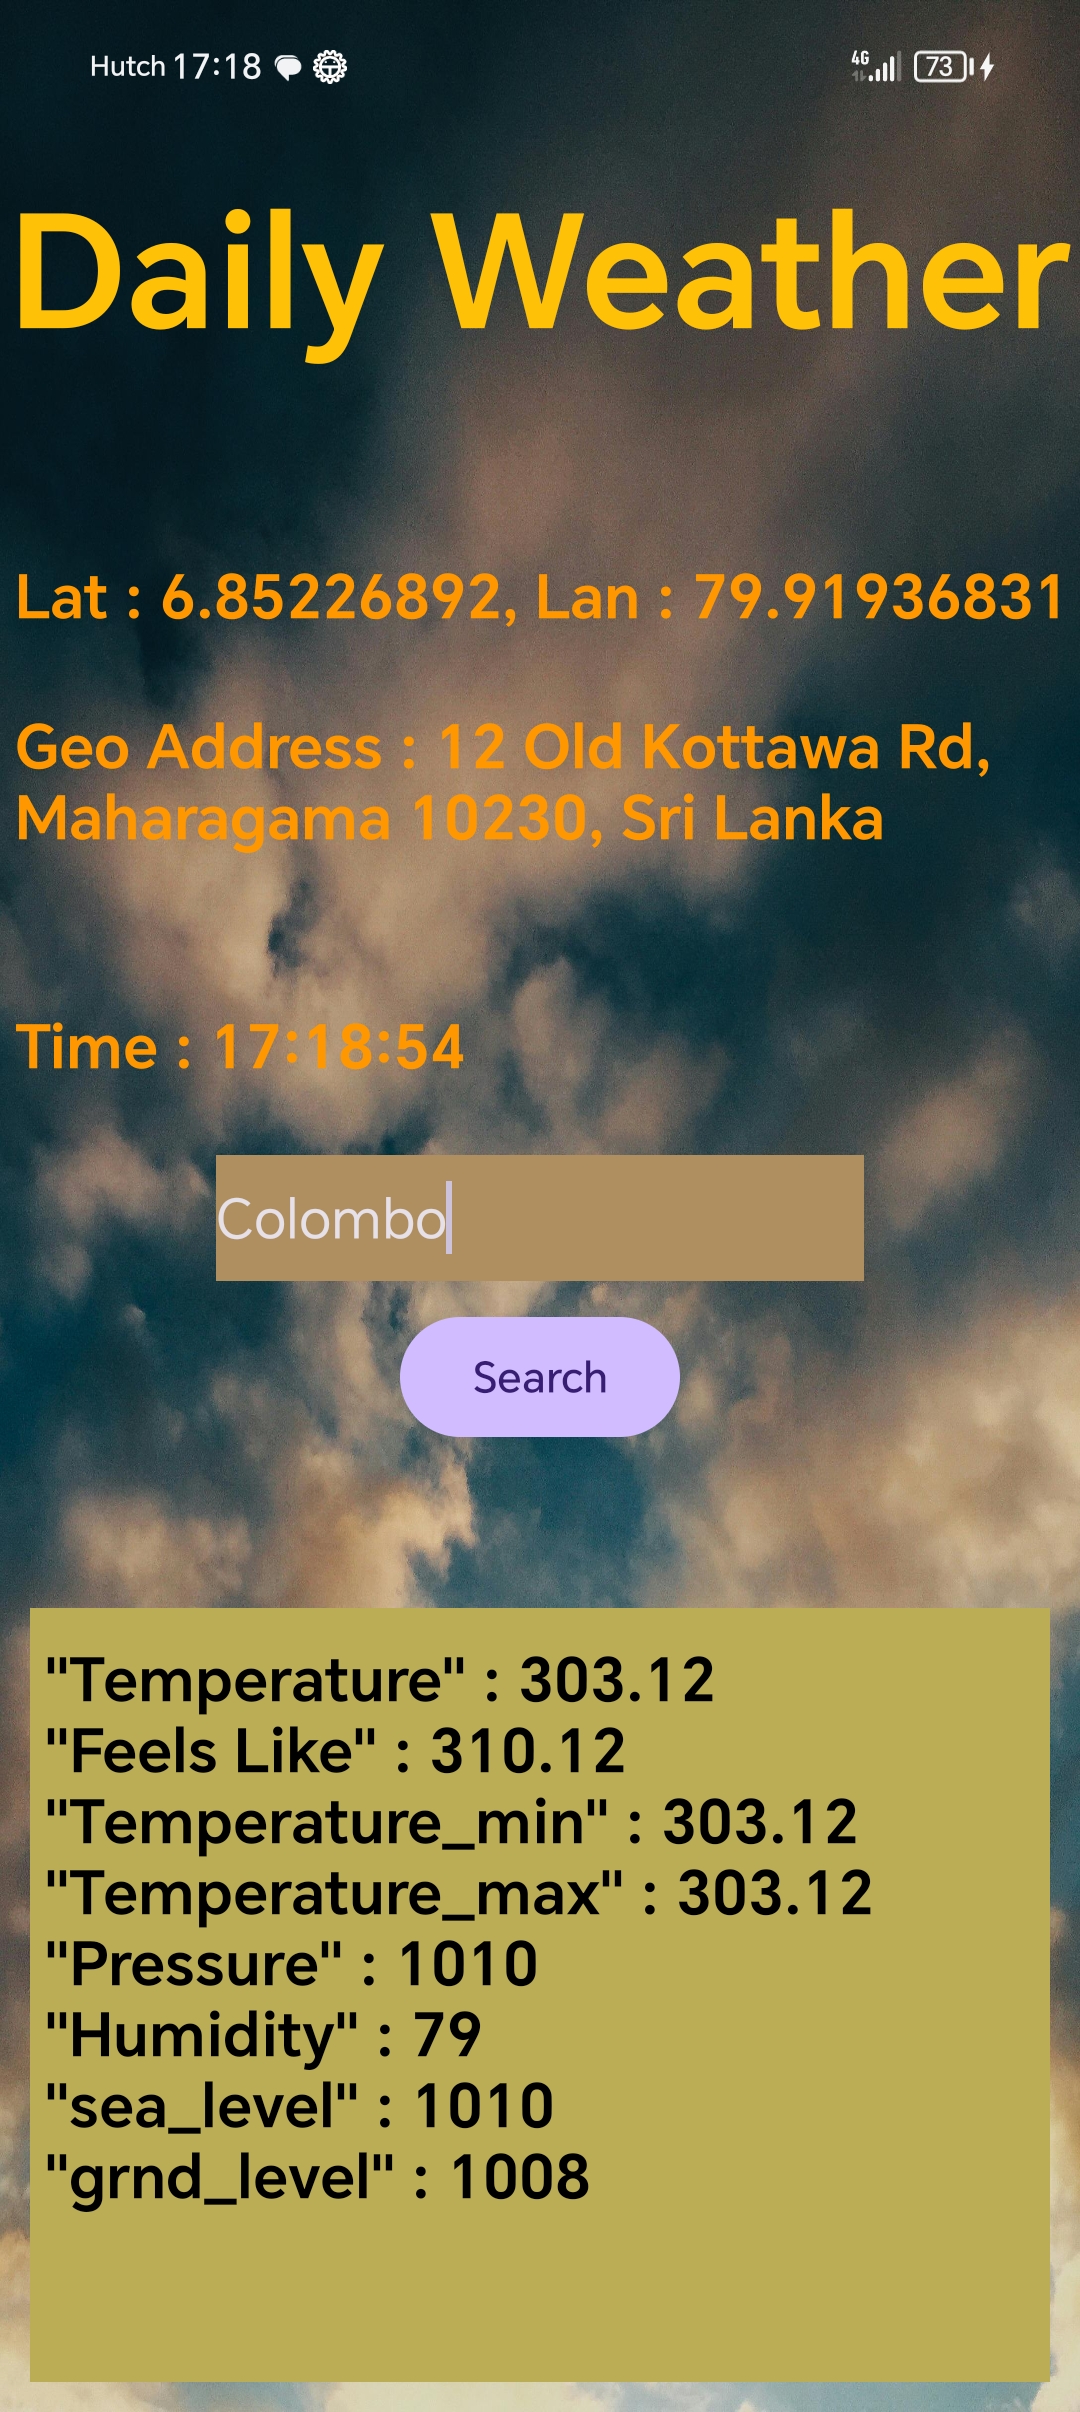 Hutch 17:18 4G 73
Daily Weather
Lat : 6.85226892, Lan : 79.91936831
Geo Address : 12 Old Kottawa Rd,
Maharagama 10230, Sri Lanka
Time : 17:18:54
Colombo
Search
"Temperature" : 303.12
"Feels Like" : 310.12
"Temperature_min" : 303.12
"Temperature_max" : 303.12
"Pressure" : 1010
"Humidity" : 79
"sea_level" : 1010
"grnd_level" : 1008